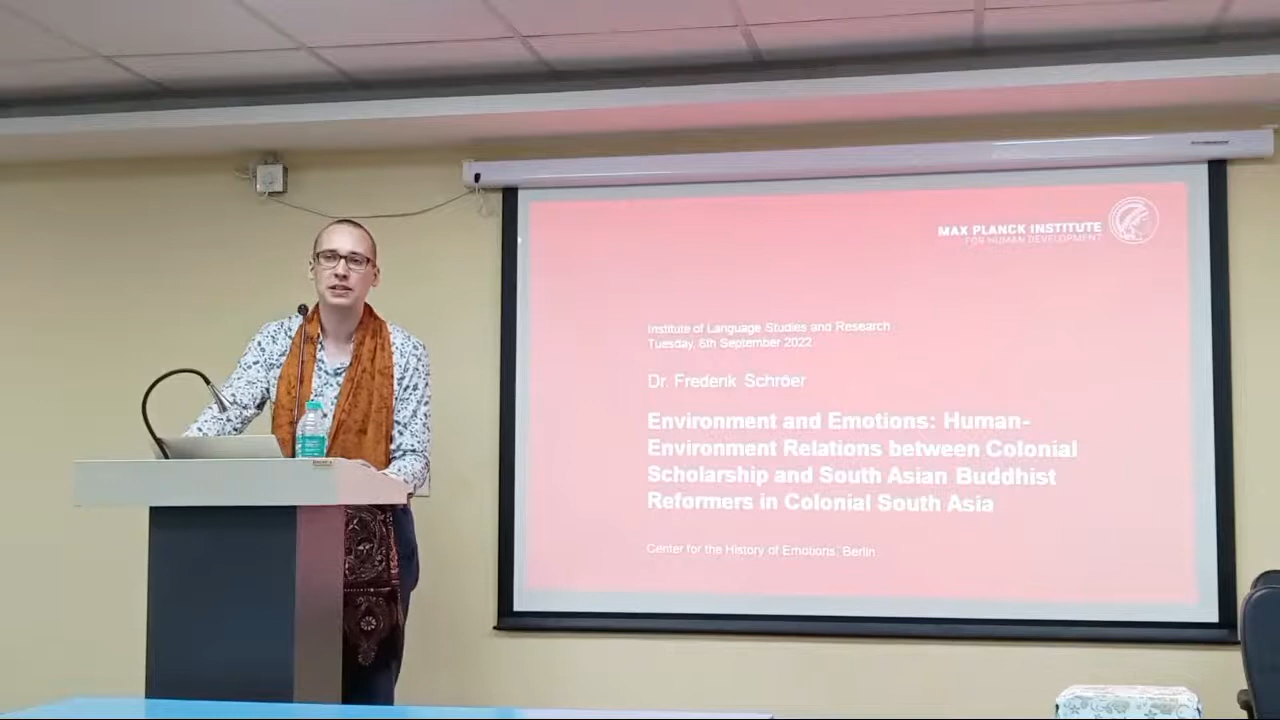 MAX PLANCK INSTITUTE
FOR HUMAN DEVELOPMENT
Institute of Language Studies and Research
Tuesday, 6th September 2022
Dr. Frederik Schröer
Environment and Emotions: Human-
Environment Relations between Colonial
Scholarship and South Asian Buddhist
Reformers in Colonial South Asia
Center for the History of Emotions, Berlin